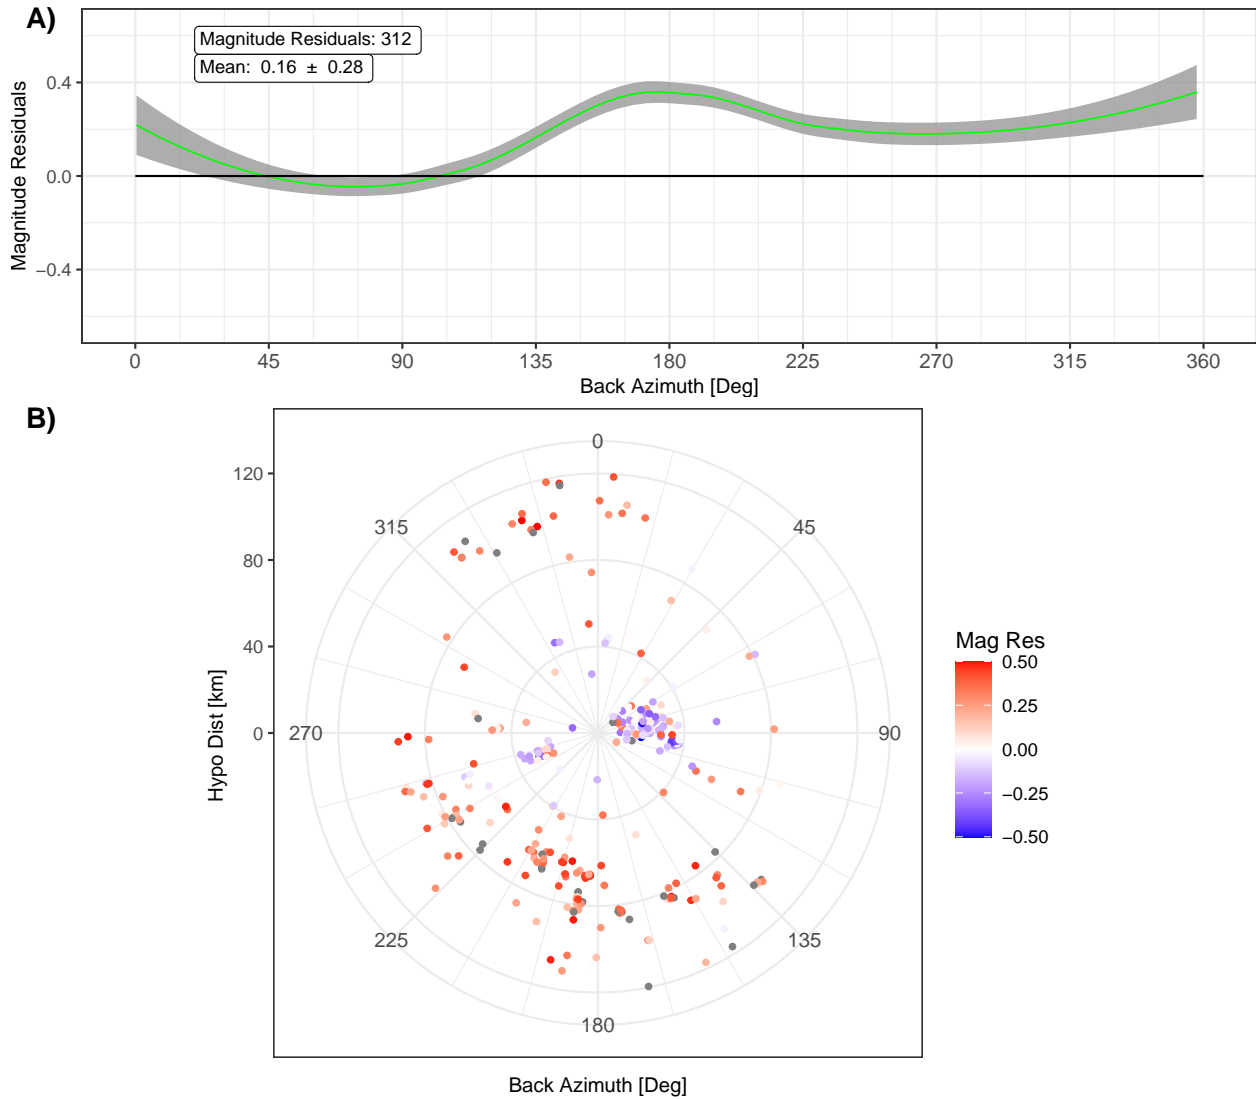 A)
Magnitude Residuals: 312
Mean: 0.16 ± 0.28
Magnitude Residuals
0.4
0.0
−0.4
0 45 90 135 180 225 270 315 360
Back Azimuth [Deg]
B)
Hypo Dist [km]
120
80
40
0
0
45
90
135
180
225
270
315
Back Azimuth [Deg]
Mag Res
0.50
0.25
0.00
−0.25
−0.50